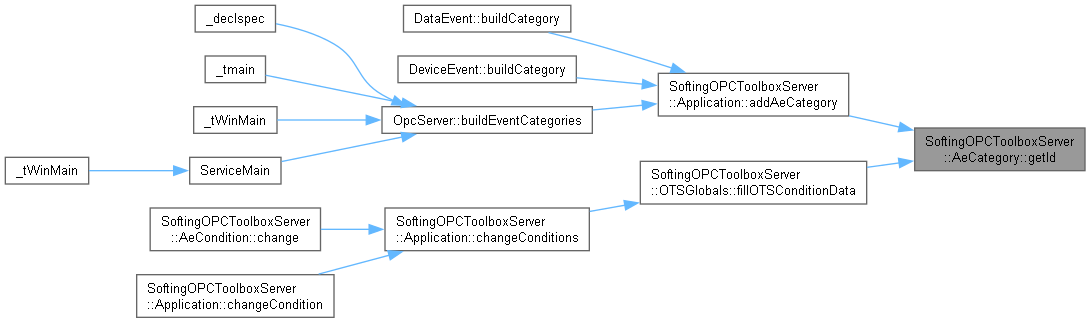 _declspec
DataEvent::buildCategory
_tmain
DeviceEvent::buildCategory
SoftingOPCToolboxServer
::Application::addAeCategory
_tWinMain
OpcServer::buildEventCategories
SoftingOPCToolboxServer
::AeCategory::getId
_tWinMain
ServiceMain
SoftingOPCToolboxServer
::OTSGlobals::fillOTSConditionData
SoftingOPCToolboxServer
::AeCondition::change
SoftingOPCToolboxServer
::Application::changeConditions
SoftingOPCToolboxServer
::Application::changeCondition